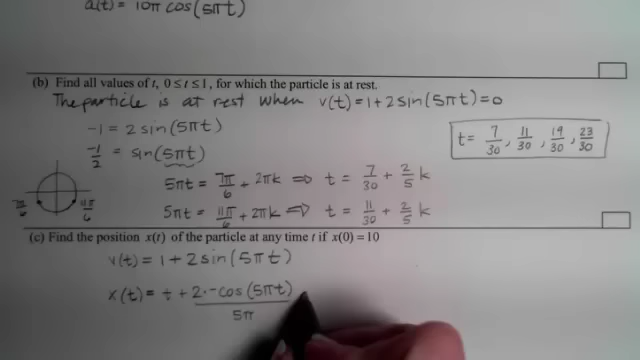 a(t) = 10π cos(5πt)
(b) Find all values of t, 0 ≤ t ≤ 1, for which the particle is at rest.
The particle is at rest when v(t) = 1 + 2 sin(5πt) = 0
-1 = 2 sin(5πt)
-1/2 = sin(5πt)
t = 7/30, 11/30, 19/30, 23/30
5πt = 7π/6 + 2πk ⇒ t = 7/30 + 2/5 k
7π/6 11π/6
5πt = 11π/6 + 2πk ⇒ t = 11/30 + 2/5 k
(c) Find the position x(t) of the particle at any time t if x(0) = 10
v(t) = 1 + 2 sin(5πt)
x(t) = t + 2·-cos(5πt)/5π